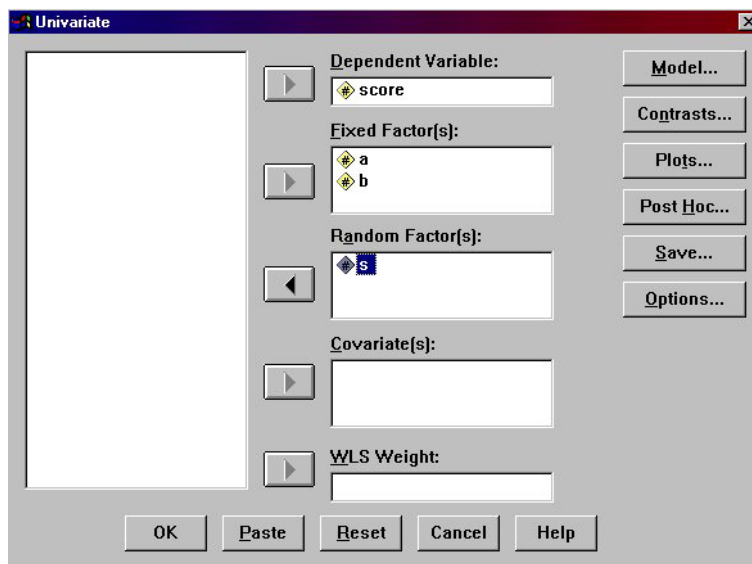 Univariate
Dependent Variable:
# score
Fixed Factor(s):
# a
# b
Random Factor(s):
# s
Covariate(s):
WLS Weight:
Model...
Contrasts...
Plots...
Post Hoc...
Save...
Options...
OK
Paste
Reset
Cancel
Help